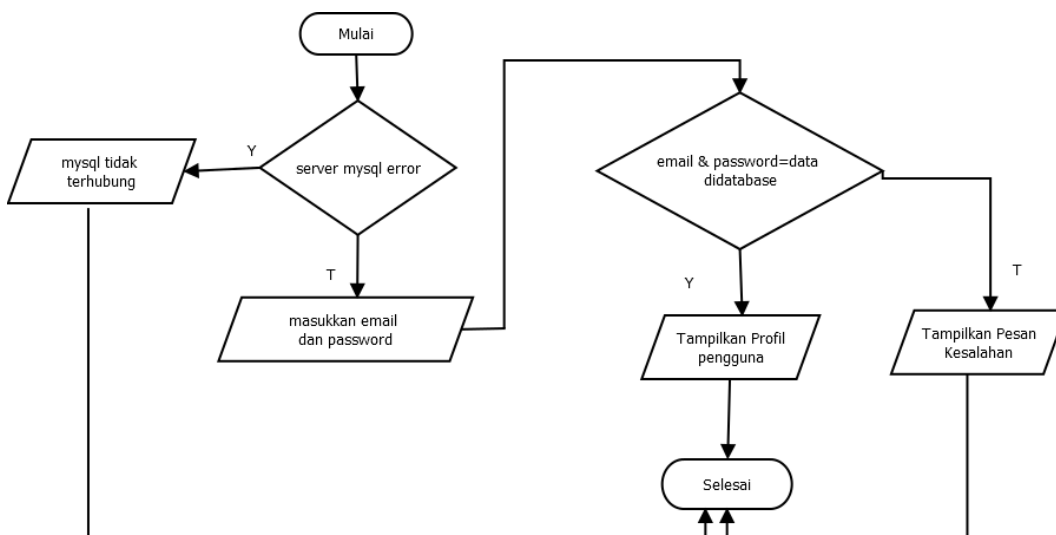 Mulai
server mysql error
Y
mysql tidak
terhubung
T
masukkan email
dan password
email & password=data
didatabase
Y
Tampilkan Profil
pengguna
T
Tampilkan Pesan
Kesalahan
Selesai